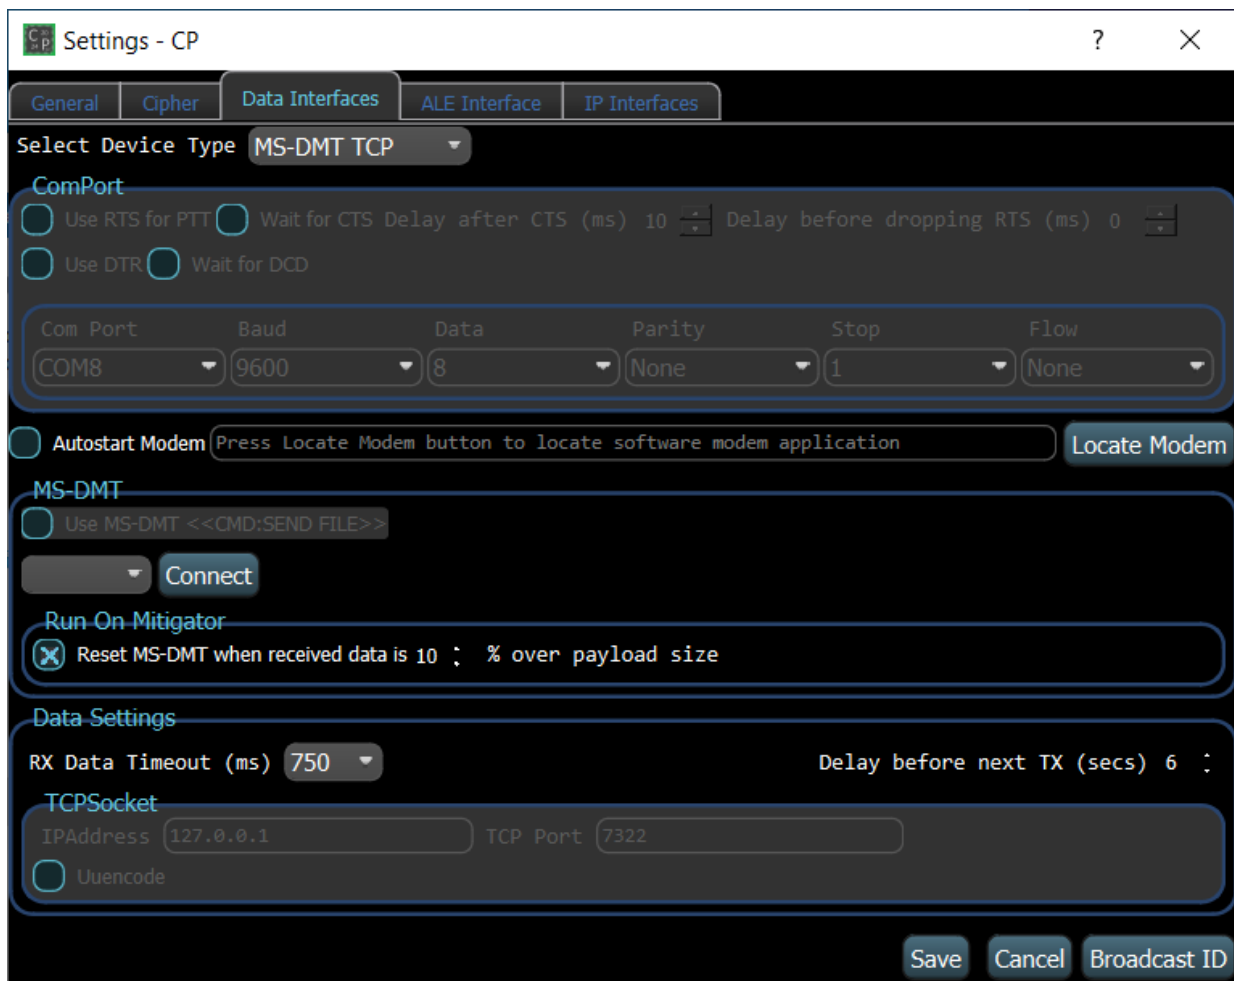 Settings - CP ?
General Cipher Data Interfaces ALE Interface IP Interfaces
Select Device Type MS-DMT TCP
ComPort
Use RTS for PTT Wait for CTS Delay after CTS (ms) 10 Delay before dropping RTS (ms) 0
Use DTR Wait for DCD
Com Port Baud Data Parity Stop Flow
COM8 9600 8 None 1 None
Autostart Modem Press Locate Modem button to locate software modem application Locate Modem
MS-DMT
Use MS-DMT <<CMD:SEND FILE>>
Connect
Run On Mitigator
Reset MS-DMT when received data is 10 % over payload size
Data Settings
RX Data Timeout (ms) 750 Delay before next TX (secs) 6
TCPSocket
IPAddress 127.0.0.1 TCP Port 7322
Uuencode
Save Cancel Broadcast ID